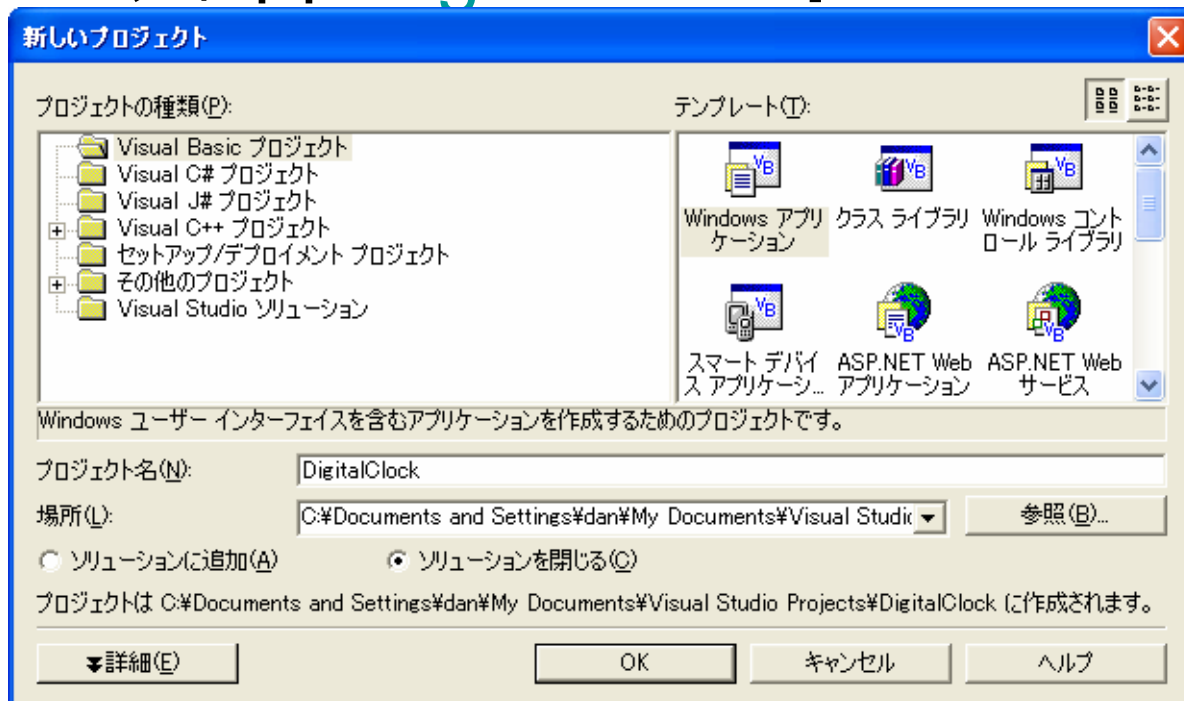 新しいプロジェクト
プロジェクトの種類(P):
テンプレート(T):
Visual Basic プロジェクト
Visual C# プロジェクト
Visual J# プロジェクト
Visual C++ プロジェクト
セットアップ/デプロイメント プロジェクト
その他のプロジェクト
Visual Studio ソリューション
Windows アプリ
ケーション
クラス ライブラリ
Windows コント
ロール ライブラリ
スマート デバイ
ス アプリケーシ...
ASP.NET Web
アプリケーション
ASP.NET Web
サービス
Windows ユーザー インターフェイスを含むアプリケーションを作成するためのプロジェクトです。
プロジェクト名(N):
DigitalClock
場所(L):
C:¥Documents and Settings¥dan¥My Documents¥Visual Studic
参照(B)...
ソリューションに追加(A)
ソリューションを閉じる(C)
プロジェクトは C:¥Documents and Settings¥dan¥My Documents¥Visual Studio Projects¥DigitalClock に作成されます。
詳細(E)
OK
キャンセル
ヘルプ